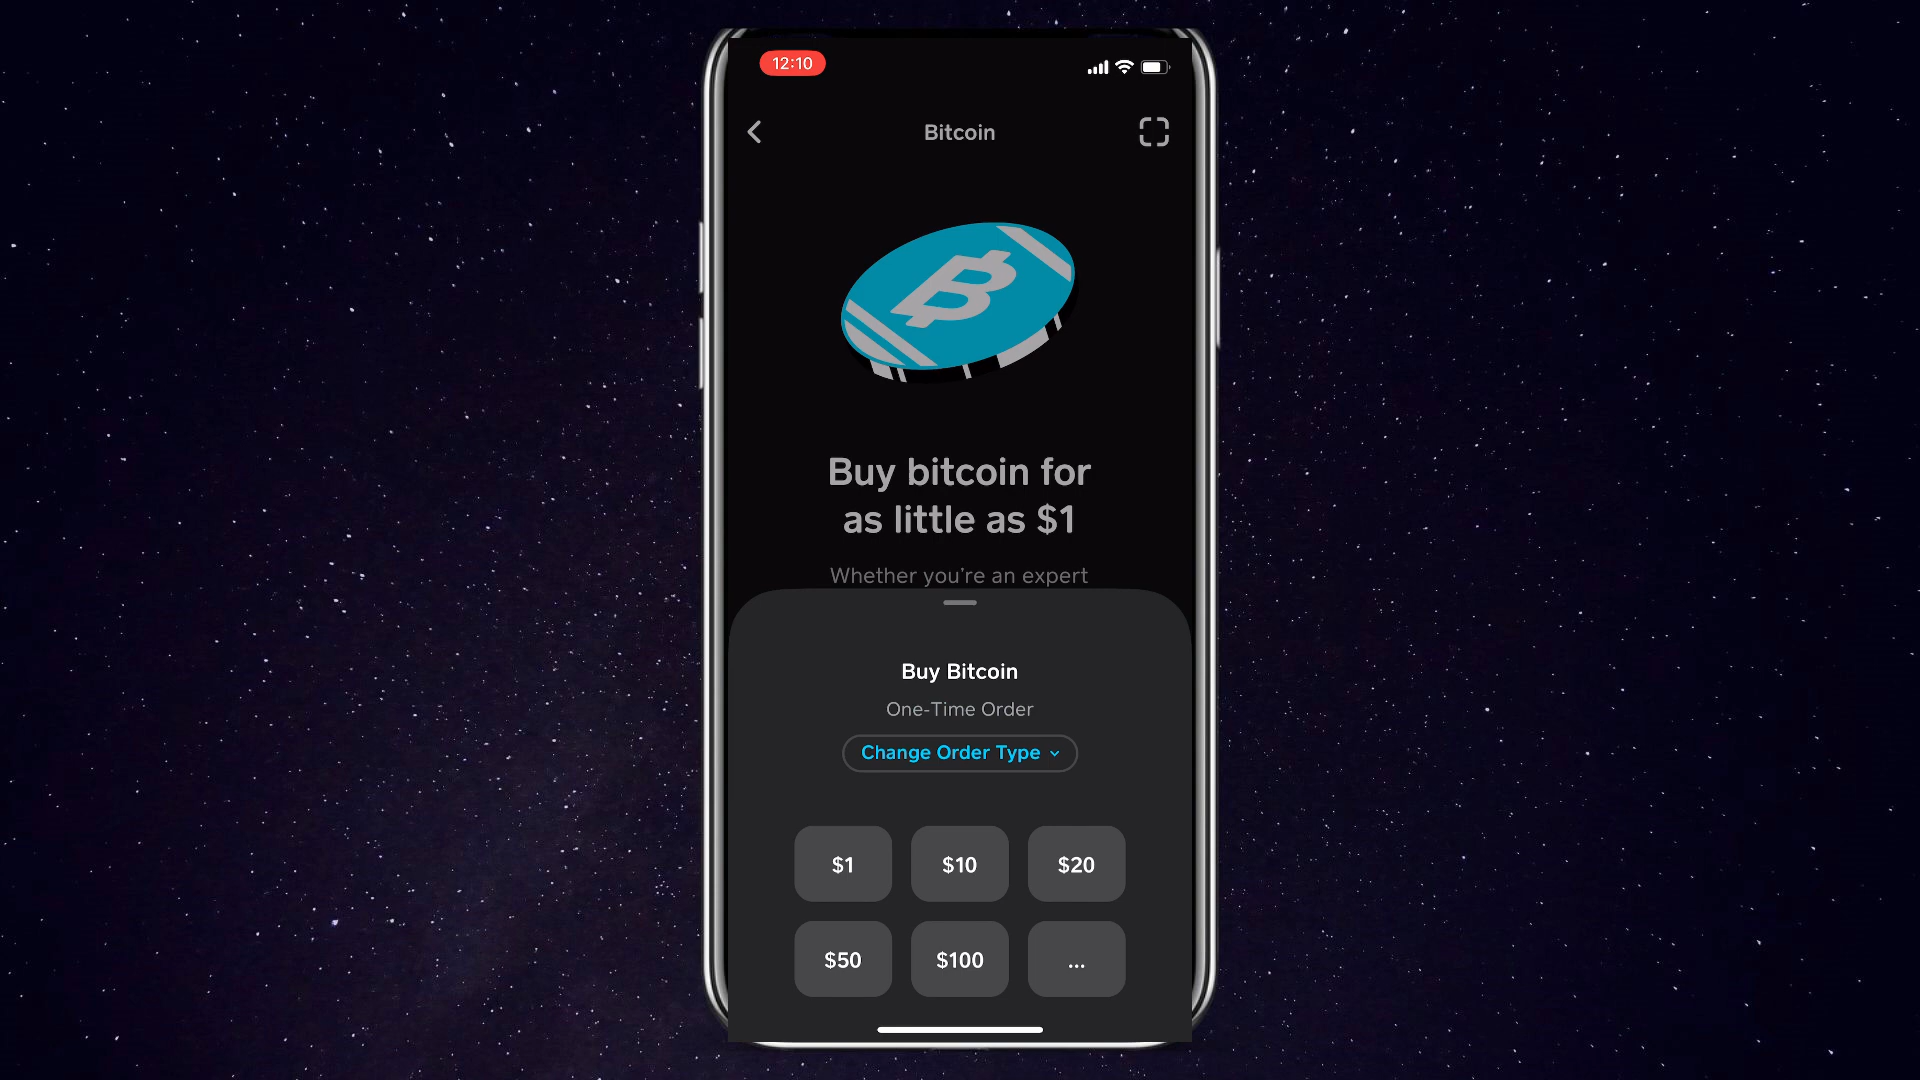 12:10
Bitcoin
Buy bitcoin for
as little as $1
Whether you're an expert
Buy Bitcoin
One-Time Order
Change Order Type
$1 $10 $20
$50 $100 ...